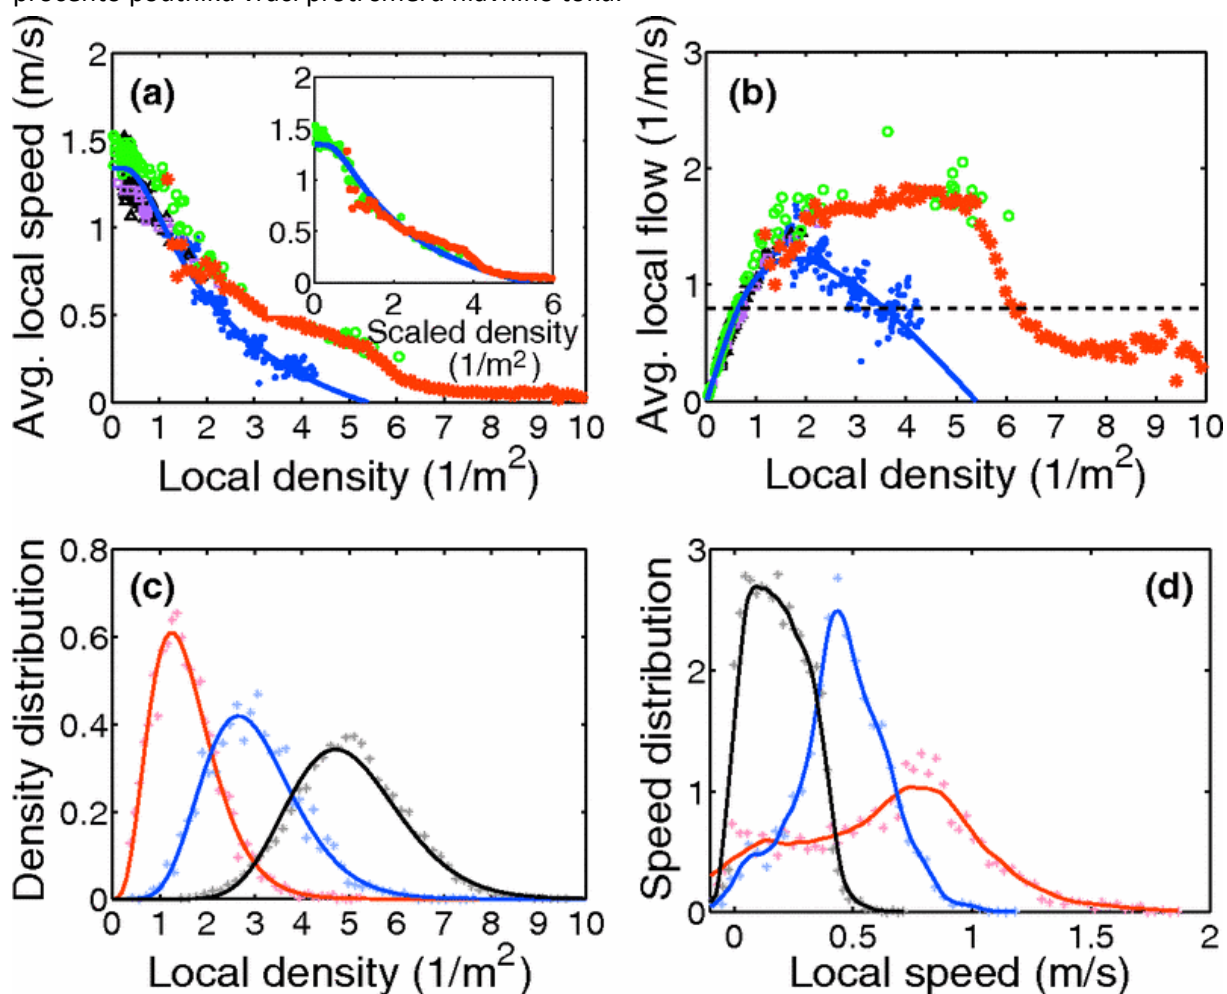 2
1.5
1
0.5
0
0 1 2 3 4 5 6 7 8 9 10
Avg. local speed (m/s)
Local density (1/m²)
(a)
2
1.5
1
0.5
0
0 2 4 6
Scaled density
(1/m²)
3
2
1
0
0 1 2 3 4 5 6 7 8 9 10
Avg. local flow (1/m/s)
Local density (1/m²)
(b)
0.8
0.6
0.4
0.2
0
0 1 2 3 4 5 6 7 8 9 10
Density distribution
Local density (1/m²)
(c)
3
2
1
0
0 0.5 1 1.5 2
Speed distribution
Local speed (m/s)
(d)